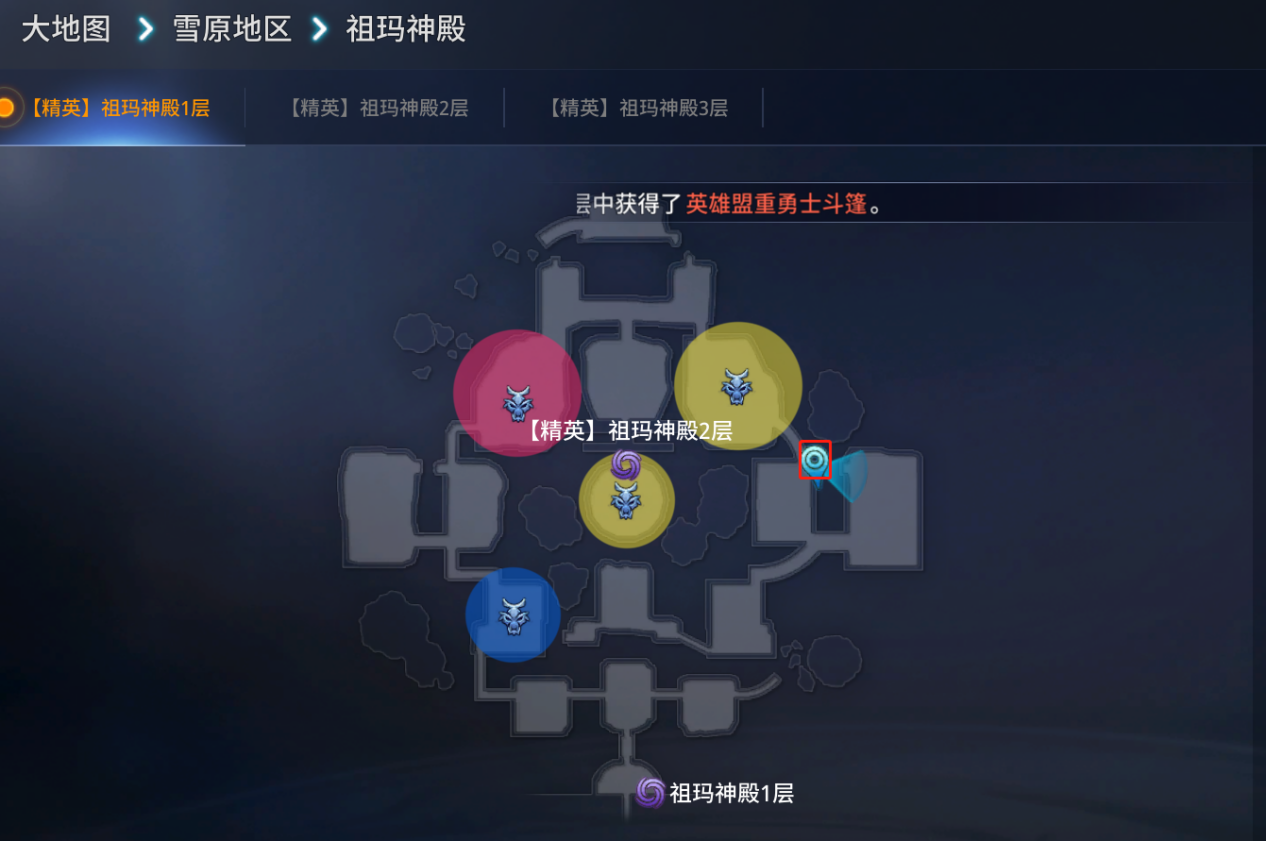 大地图 > 雪原地区 > 祖玛神殿
【精英】祖玛神殿1层 【精英】祖玛神殿2层 【精英】祖玛神殿3层
层中获得了 英雄盟重勇士斗篷。
【精英】祖玛神殿2层
祖玛神殿1层